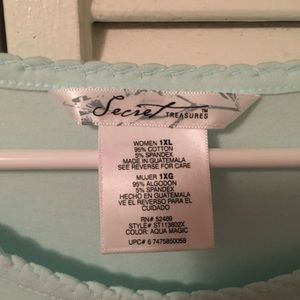 Secret
TREASURES™
WOMEN 1XL
95% COTTON
5% SPANDEX
MADE IN GUATEMALA
SEE REVERSE FOR CARE
MUJER 1XG
95% ALGODON
5% SPANDEX
HECHO EN GUATEMALA
VE EL REVERSO PARA EL
CUIDADO
RN# 52469
STYLE# ST113602X
COLOR: AQUA MAGIC
UPC# 6 7475850058